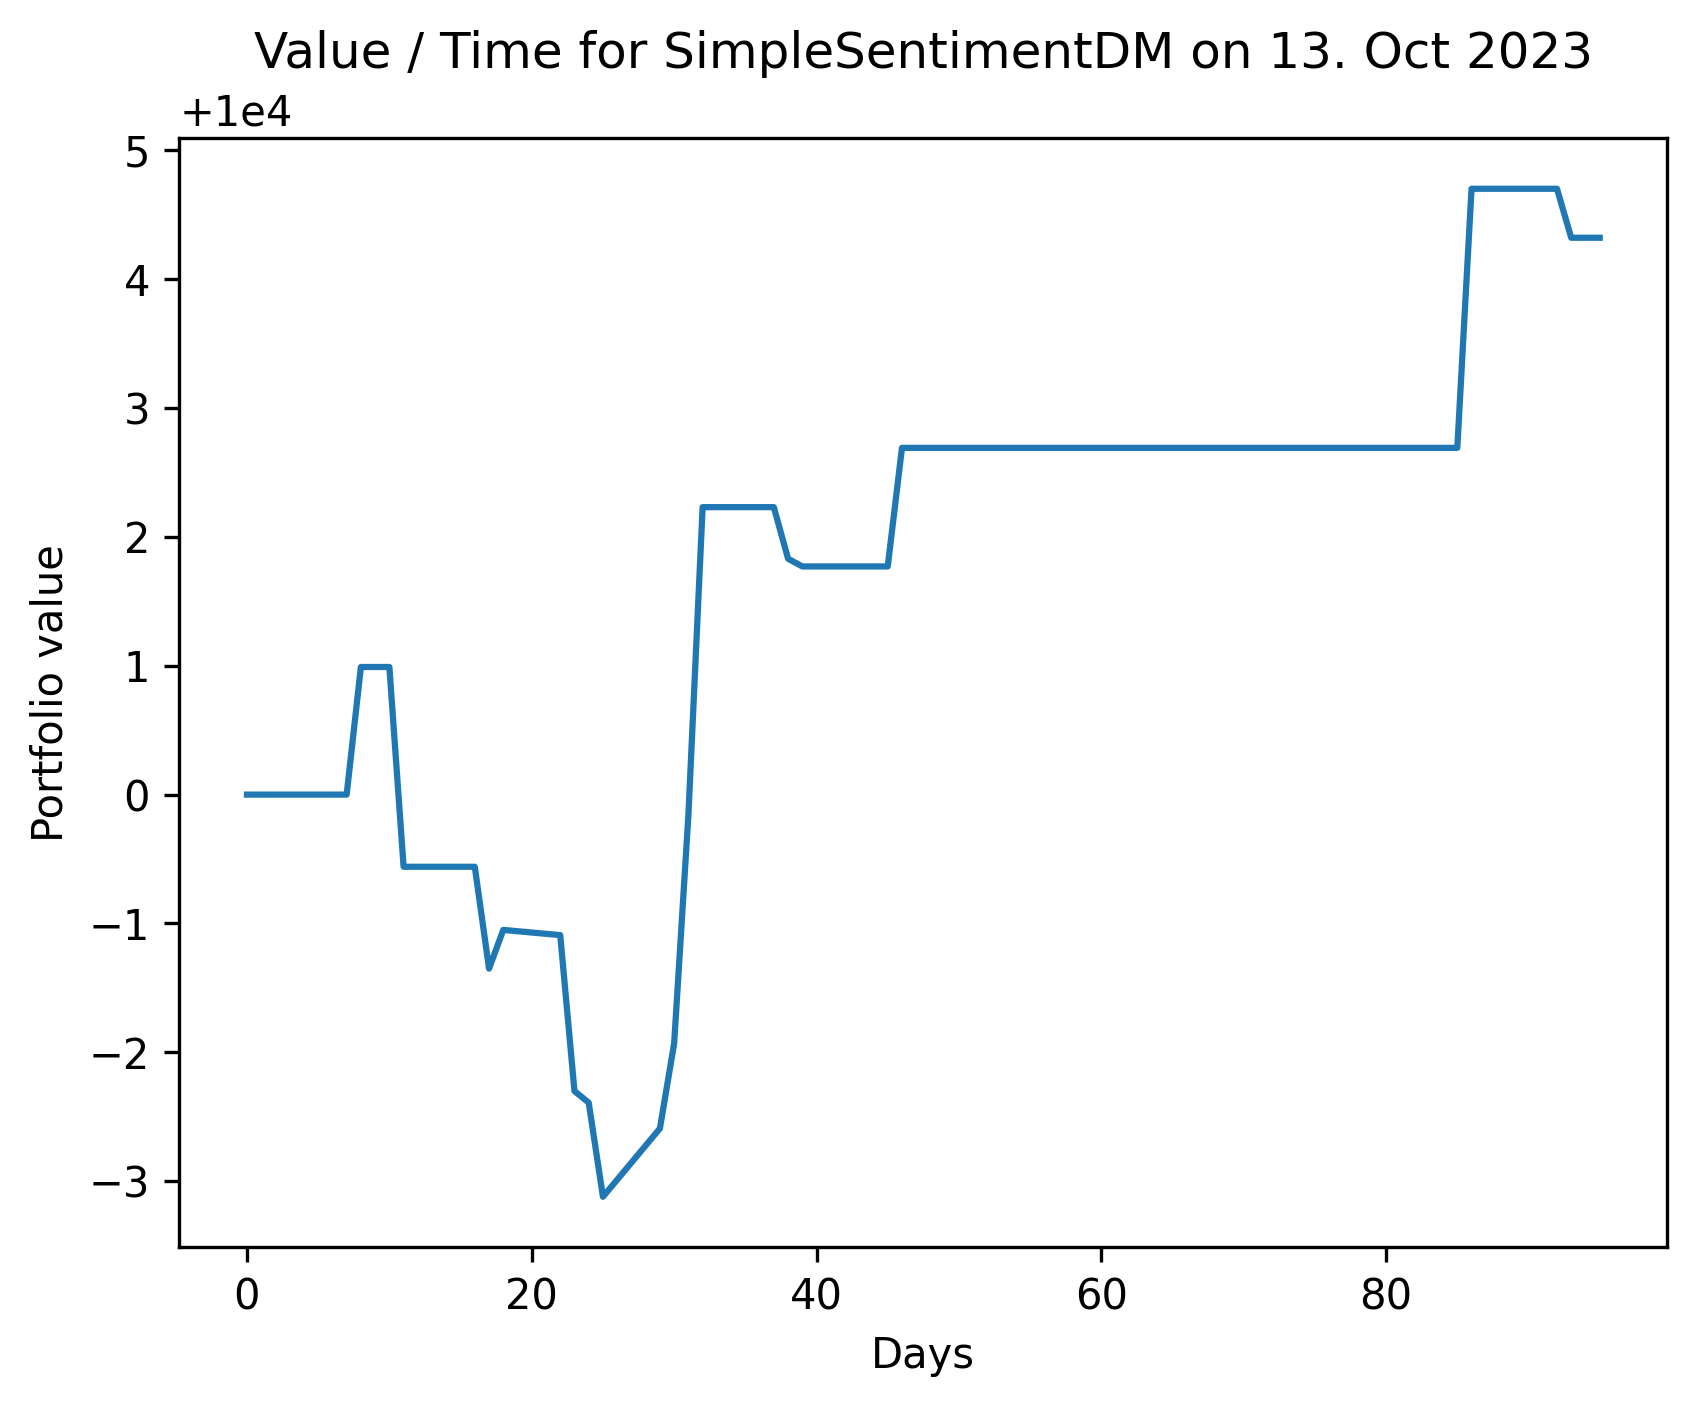 Value / Time for SimpleSentimentDM on 13. Oct 2023
+1e4
5
4
3
2
1
0
−1
−2
−3
Portfolio value
0 20 40 60 80
Days